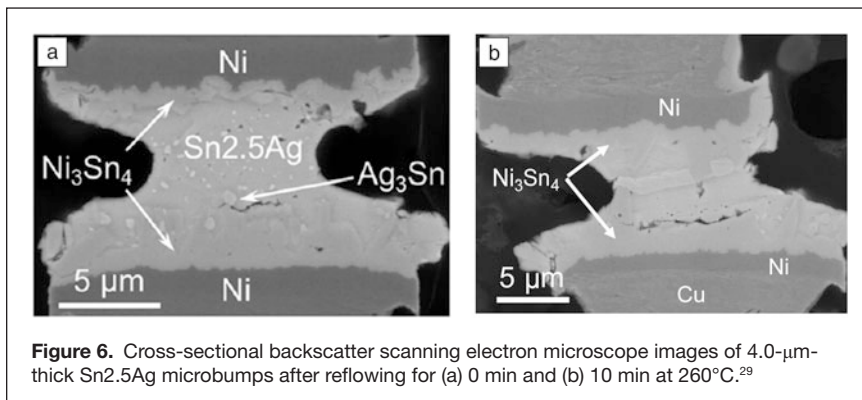 a
Ni
Sn2.5Ag
Ni₃Sn₄
Ag₃Sn
5 μm
Ni
b
Ni
Ni₃Sn₄
5 μm
Ni
Cu
Figure 6. Cross-sectional backscatter scanning electron microscope images of 4.0-μm-
thick Sn2.5Ag microbumps after reflowing for (a) 0 min and (b) 10 min at 260°C.²⁹